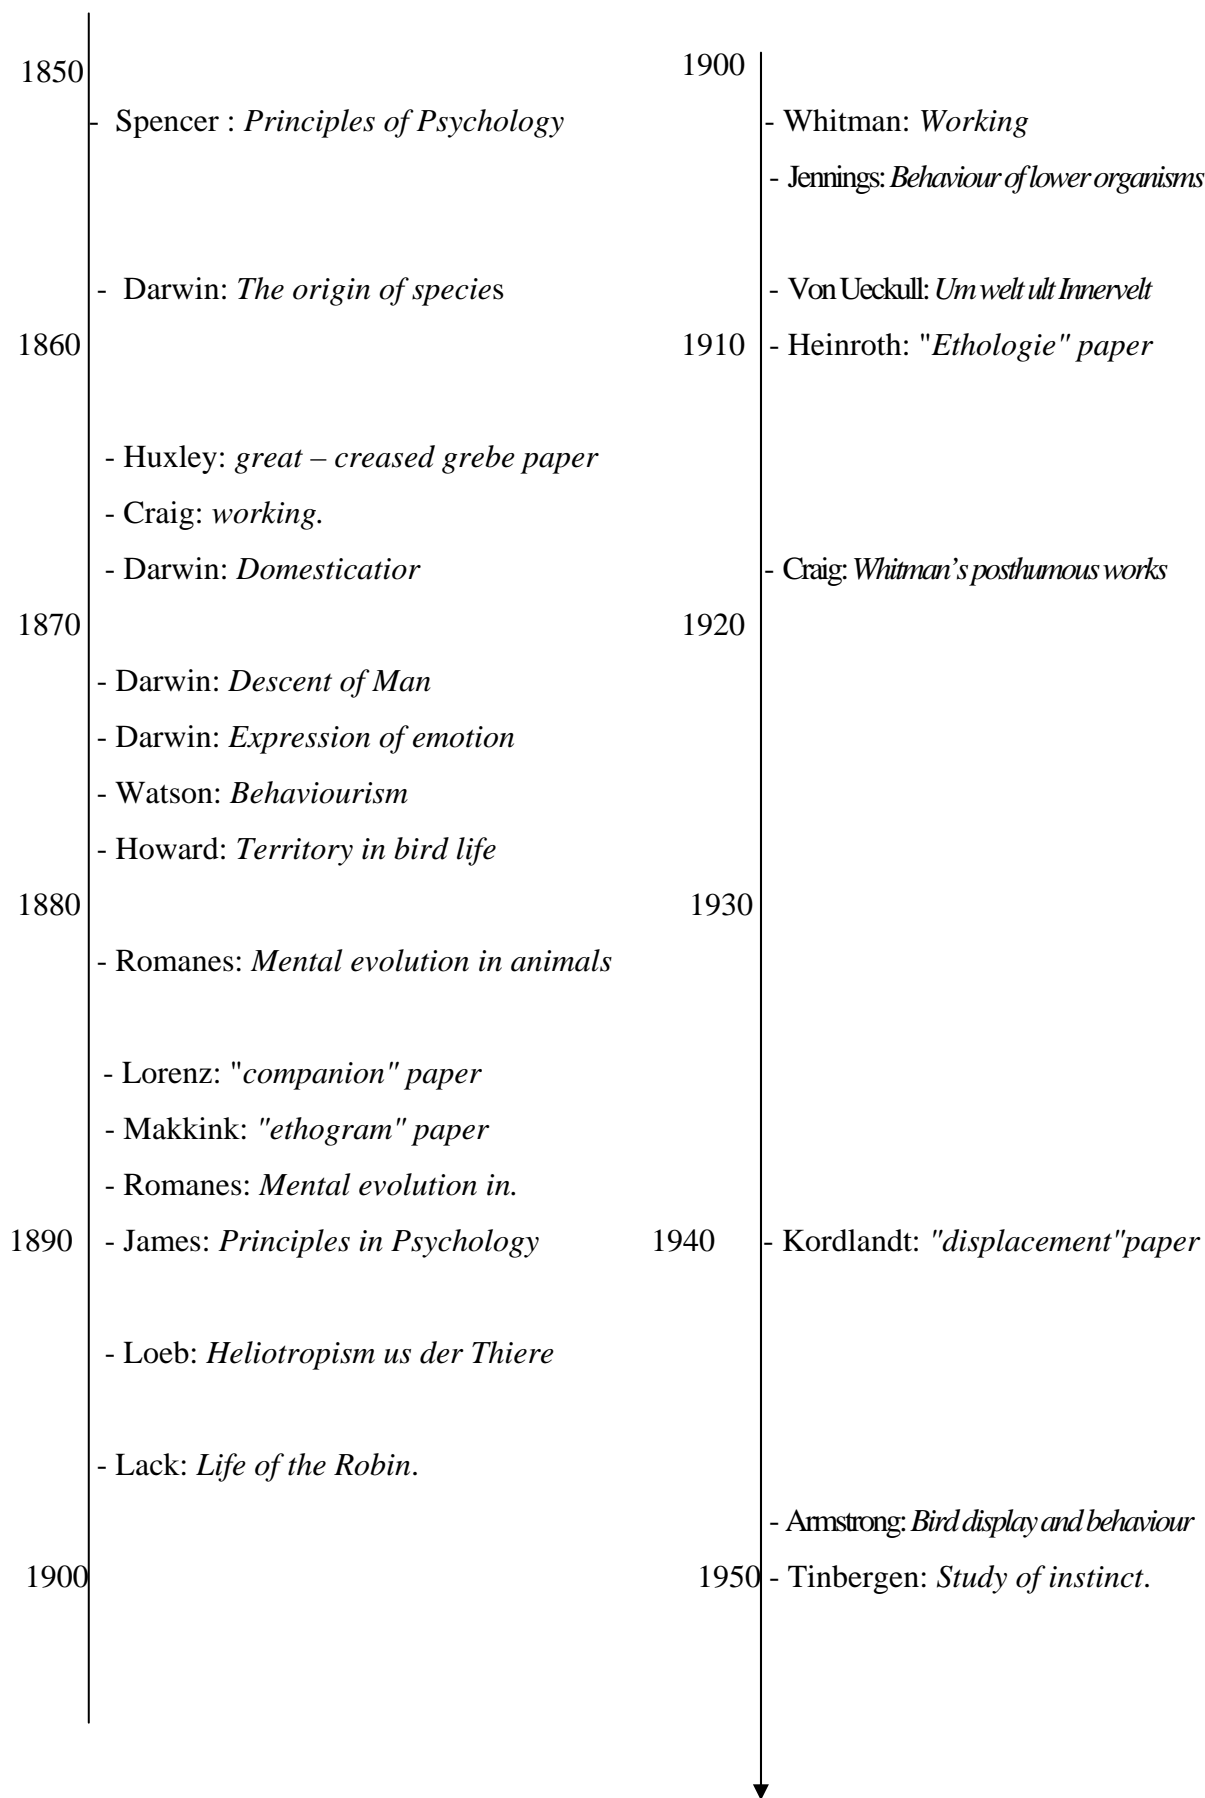 1850
- Spencer : Principles of Psychology
- Darwin: The origin of species
1860
- Huxley: great – creased grebe paper
- Craig: working.
- Darwin: Domesticatior
1870
- Darwin: Descent of Man
- Darwin: Expression of emotion
- Watson: Behaviourism
- Howard: Territory in bird life
1880
- Romanes: Mental evolution in animals
- Lorenz: "companion" paper
- Makkink: "ethogram" paper
- Romanes: Mental evolution in.
1890 - James: Principles in Psychology
- Loeb: Heliotropism us der Thiere
- Lack: Life of the Robin.
1900
1900
- Whitman: Working
- Jennings: Behaviour of lower organisms
- Von Ueckull: Um welt ult Innervelt
1910 - Heinroth: "Ethologie" paper
- Craig: Whitman's posthumous works
1920
1930
1940 - Kordlandt: "displacement"paper
- Armstrong: Bird display and behaviour
1950 - Tinbergen: Study of instinct.